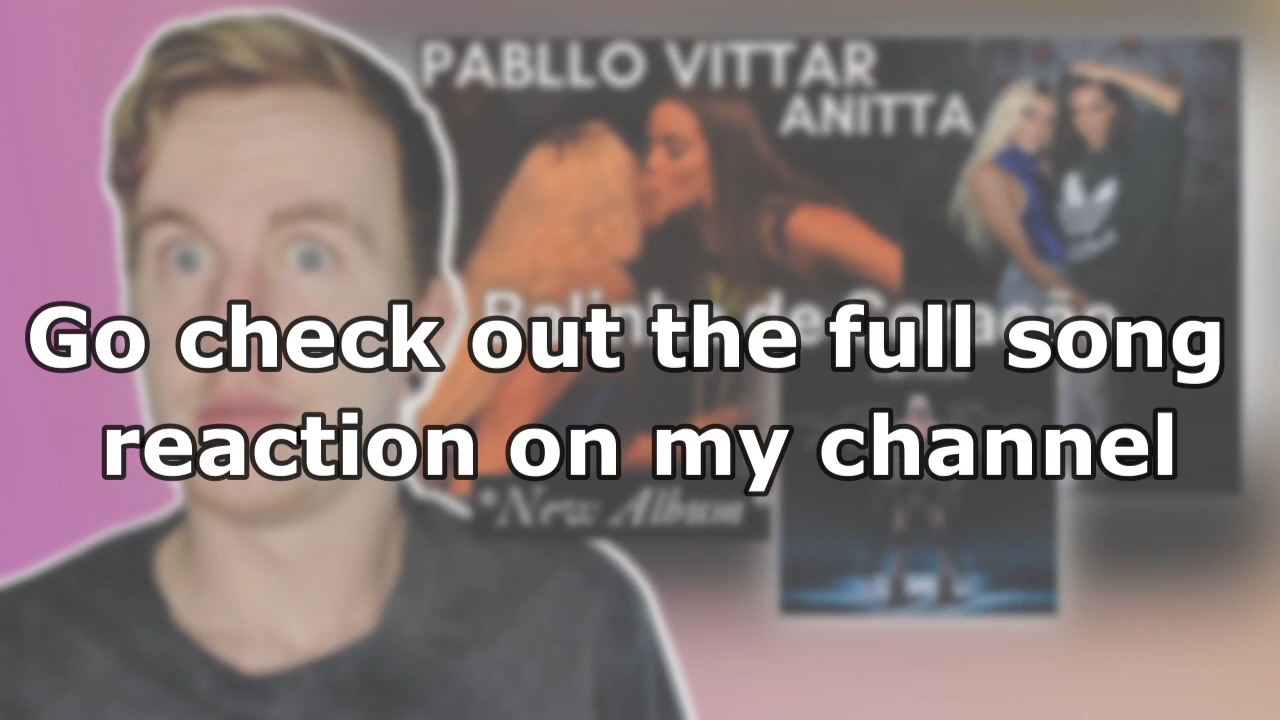 PABLLO VITTAR
ANITTA
Go check out the full song
reaction on my channel
*New Album*